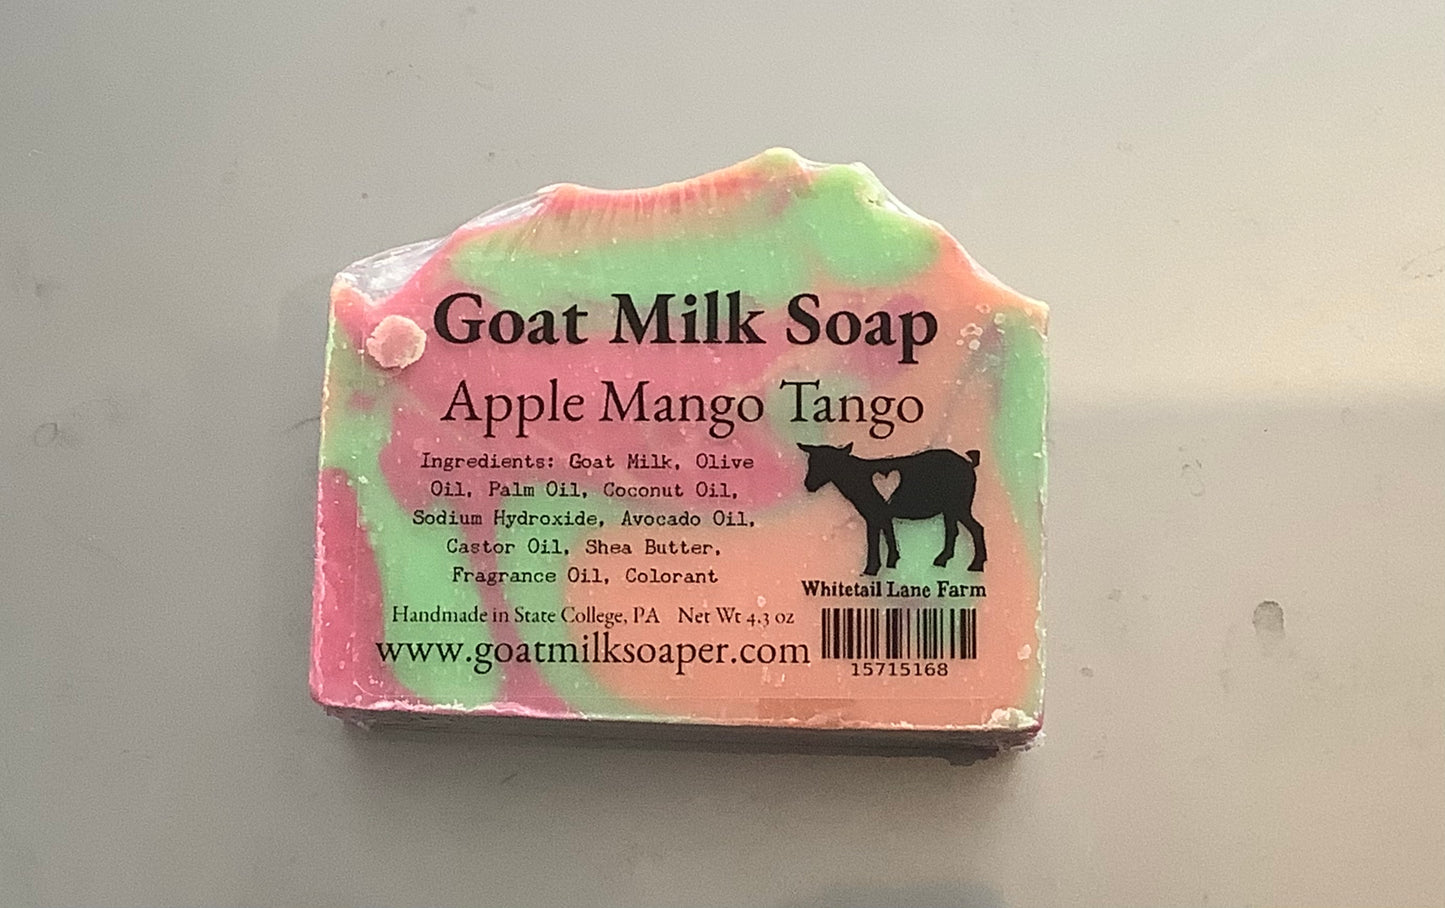 Goat Milk Soap
Apple Mango Tango
Ingredients: Goat Milk, Olive
Oil, Palm Oil, Coconut Oil,
Sodium Hydroxide, Avocado Oil,
Castor Oil, Shea Butter,
Fragrance Oil, Colorant
Whitetail Lane Farm
Handmade in State College, PA Net Wt 4.3 oz
www.goatmilksoaper.com
15715168